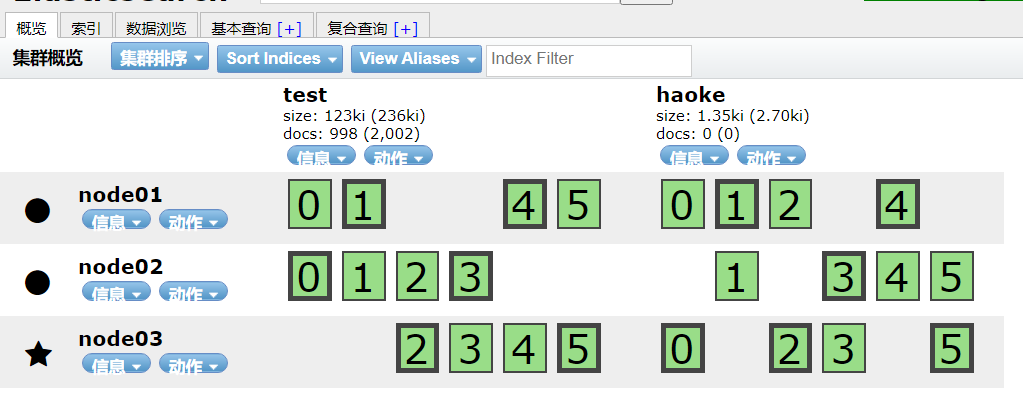 概览 索引 数据浏览 基本查询 [+] 复合查询 [+]
集群概览 集群排序 Sort Indices View Aliases Index Filter
test haoke
size: 123ki (236ki) size: 1.35ki (2.70ki)
docs: 998 (2,002) docs: 0 (0)
信息 动作 信息 动作
node01 0 1 4 5 0 1 2 4
信息 动作
node02 0 1 2 3 1 3 4 5
信息 动作
node03 2 3 4 5 0 2 3 5
信息 动作